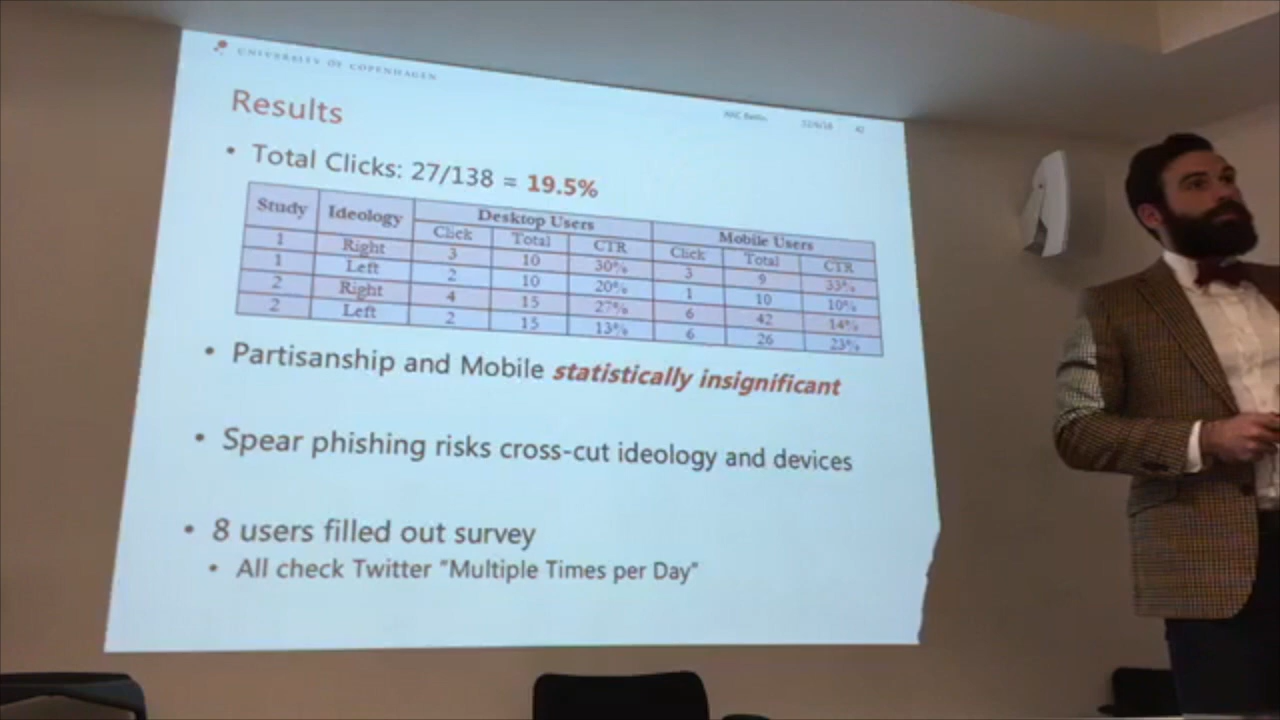 UNIVERSITY OF COPENHAGEN
Results
42
• Total Clicks: 27/138 = 19.5%
Study Ideology Desktop Users Mobile Users
Click Total CTR Click Total CTR
1 Right 3 10 30% 3 9 33%
1 Left 2 10 20% 1 10 10%
2 Right 4 15 27% 6 42 14%
2 Left 2 15 13% 6 26 23%
• Partisanship and Mobile statistically insignificant
• Spear phishing risks cross-cut ideology and devices
• 8 users filled out survey
• All check Twitter "Multiple Times per Day"